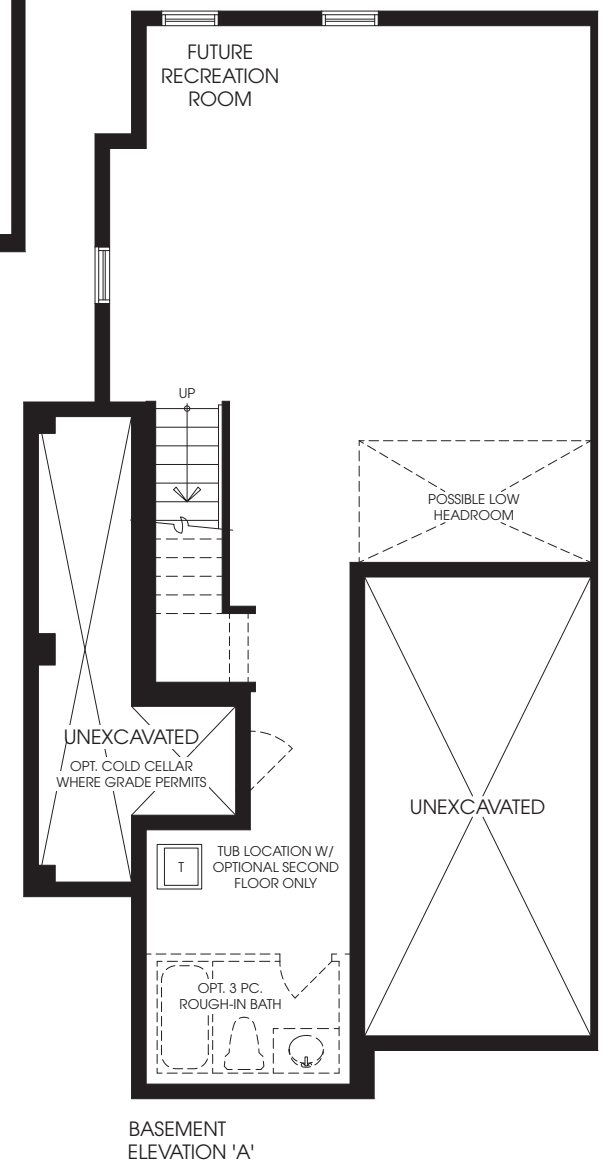 FUTURE
RECREATION
ROOM
UP
POSSIBLE LOW
HEADROOM
UNEXCAVATED
OPT. COLD CELLAR
WHERE GRADE PERMITS
UNEXCAVATED
T
TUB LOCATION W/
OPTIONAL SECOND
FLOOR ONLY
OPT. 3 PC.
ROUGH-IN BATH
BASEMENT
ELEVATION 'A'